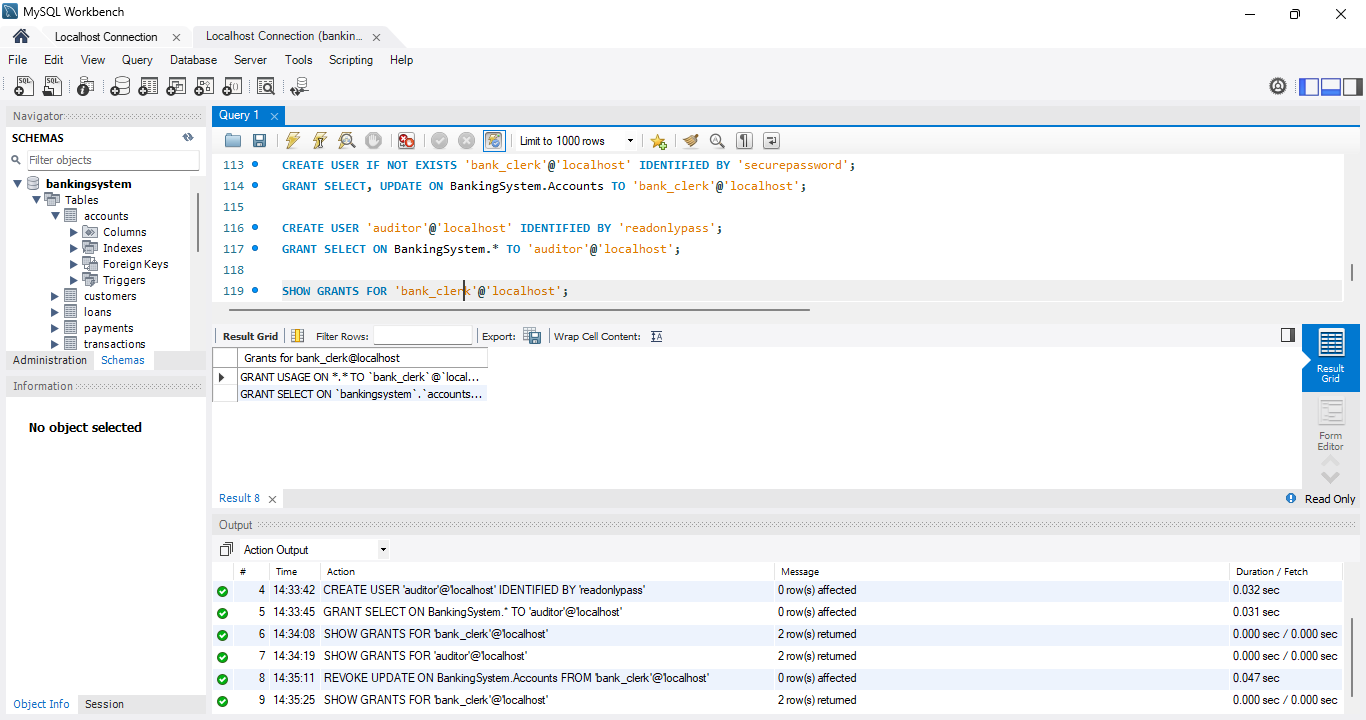 MySQL Workbench
Localhost Connection
Localhost Connection (bankin...
File Edit View Query Database Server Tools Scripting Help
Navigator
SCHEMAS
Filter objects
bankingsystem
Tables
accounts
Columns
Indexes
Foreign Keys
Triggers
customers
loans
payments
transactions
Administration Schemas
Information
No object selected
Object Info Session
Query 1
Limit to 1000 rows
113 CREATE USER IF NOT EXISTS 'bank_clerk'@'localhost' IDENTIFIED BY 'securepassword';
114 GRANT SELECT, UPDATE ON BankingSystem.Accounts TO 'bank_clerk'@'localhost';
115
116 CREATE USER 'auditor'@'localhost' IDENTIFIED BY 'readonlypass';
117 GRANT SELECT ON BankingSystem.* TO 'auditor'@'localhost';
118
119 SHOW GRANTS FOR 'bank_clerk'@'localhost';
Result Grid Filter Rows: Export: Wrap Cell Content:
Grants for bank_clerk@localhost
GRANT USAGE ON *.* TO `bank_clerk`@`local...
GRANT SELECT ON `bankingsystem`.`accounts...
Result Grid
Form Editor
Result 8
Read Only
Output
Action Output
# Time Action Message Duration / Fetch
4 14:33:42 CREATE USER 'auditor'@'localhost' IDENTIFIED BY 'readonlypass' 0 row(s) affected 0.032 sec
5 14:33:45 GRANT SELECT ON BankingSystem.* TO 'auditor'@'localhost' 0 row(s) affected 0.031 sec
6 14:34:08 SHOW GRANTS FOR 'bank_clerk'@'localhost' 2 row(s) returned 0.000 sec / 0.000 sec
7 14:34:19 SHOW GRANTS FOR 'auditor'@'localhost' 2 row(s) returned 0.000 sec / 0.000 sec
8 14:35:11 REVOKE UPDATE ON BankingSystem.Accounts FROM 'bank_clerk'@'localhost' 0 row(s) affected 0.047 sec
9 14:35:25 SHOW GRANTS FOR 'bank_clerk'@'localhost' 2 row(s) returned 0.000 sec / 0.000 sec